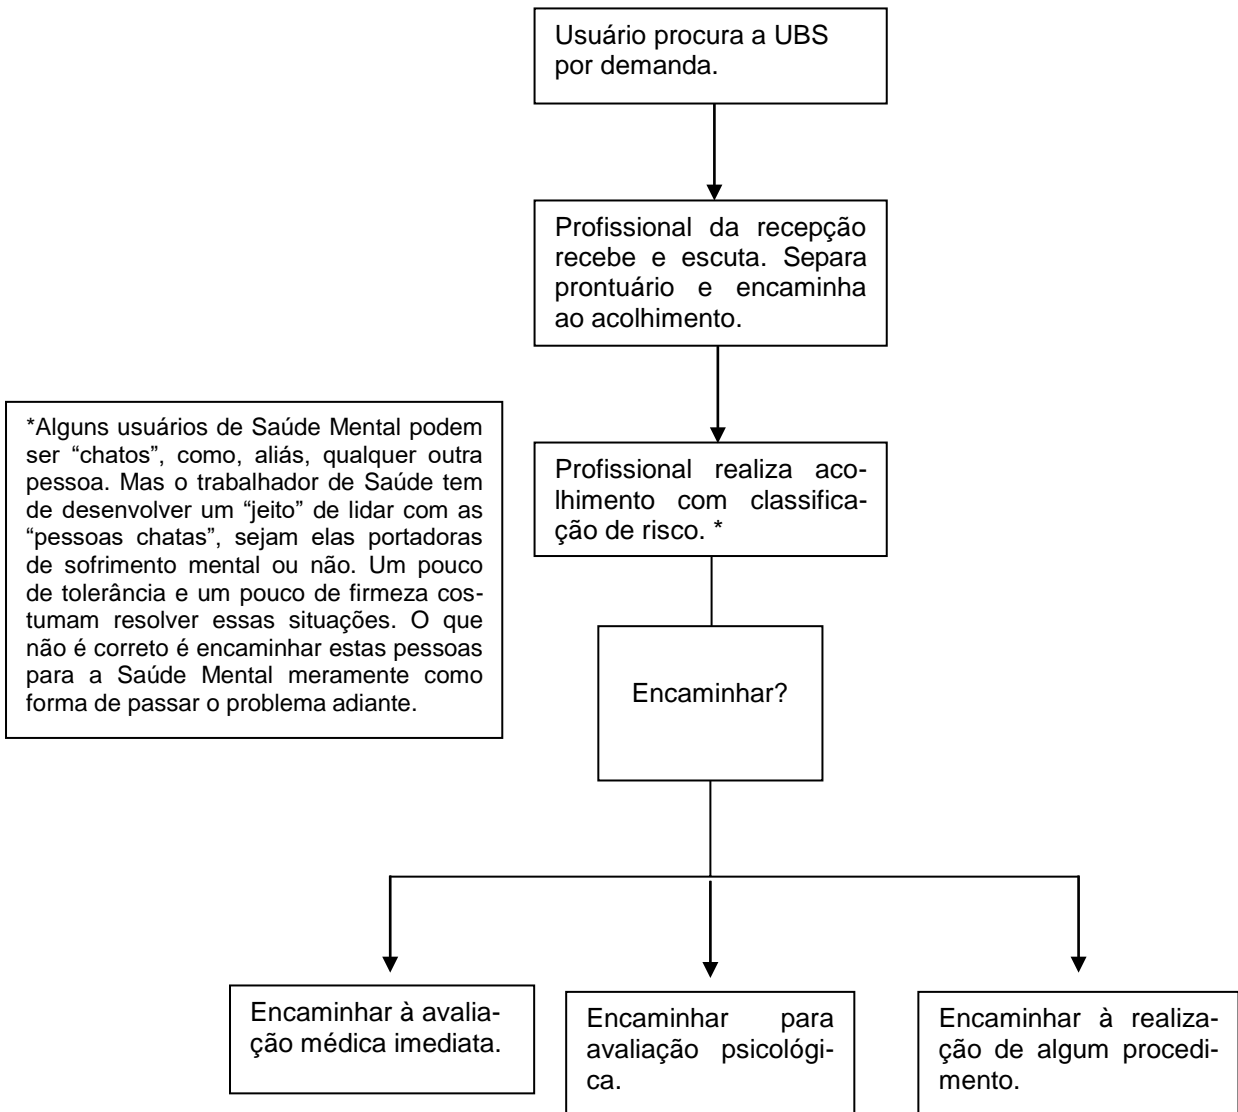 Usuário procura a UBS
por demanda.
Profissional da recepção
recebe e escuta. Separa
prontuário e encaminha
ao acolhimento.
*Alguns usuários de Saúde Mental podem
ser “chatos”, como, aliás, qualquer outra
pessoa. Mas o trabalhador de Saúde tem
de desenvolver um “jeito” de lidar com as
“pessoas chatas”, sejam elas portadoras
de sofrimento mental ou não. Um pouco
de tolerância e um pouco de firmeza cos-
tumam resolver essas situações. O que
não é correto é encaminhar estas pessoas
para a Saúde Mental meramente como
forma de passar o problema adiante.
Profissional realiza aco-
lhimento com classifica-
ção de risco. *
Encaminhar?
Encaminhar à avalia-
ção médica imediata.
Encaminhar para
avaliação psicológi-
ca.
Encaminhar à realiza-
ção de algum procedi-
mento.